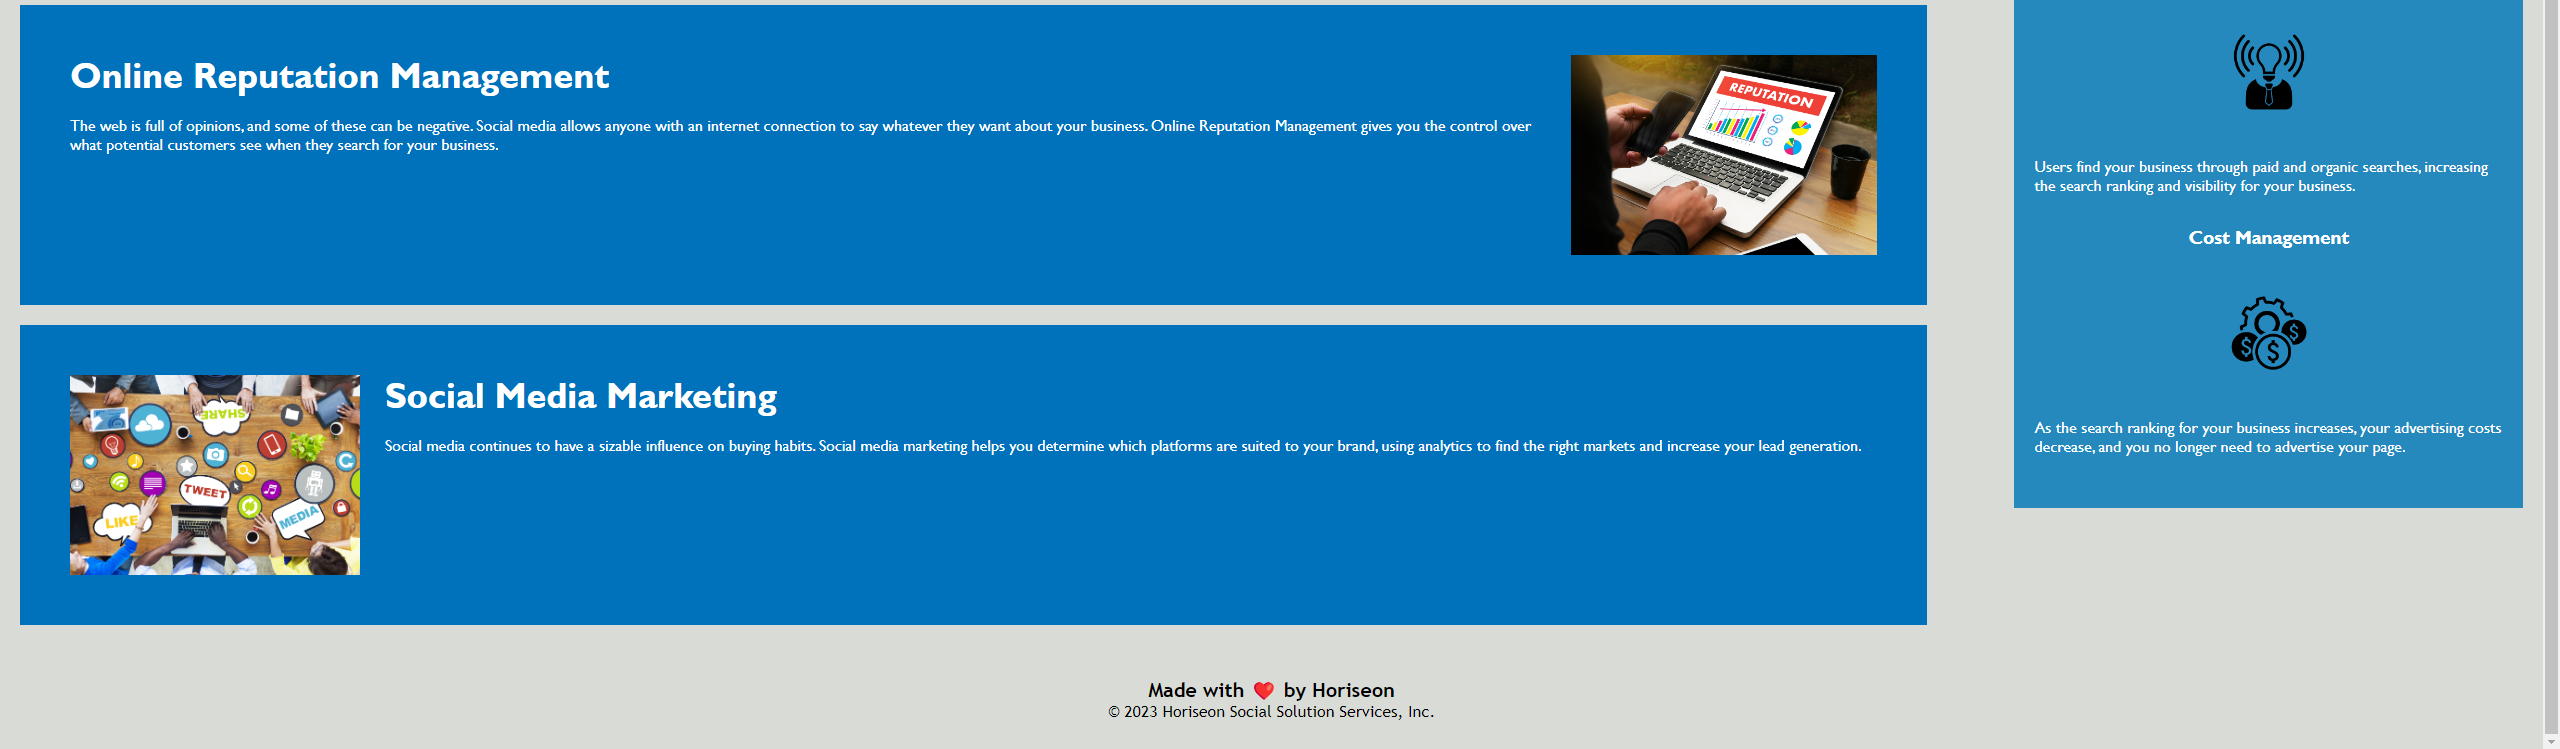 Online Reputation Management
The web is full of opinions, and some of these can be negative. Social media allows anyone with an internet connection to say whatever they want about your business. Online Reputation Management gives you the control over
what potential customers see when they search for your business.
REPUTATION
Social Media Marketing
Social media continues to have a sizable influence on buying habits. Social media marketing helps you determine which platforms are suited to your brand, using analytics to find the right markets and increase your lead generation.
SHARE
TWEET
LIKE
MEDIA
Users find your business through paid and organic searches, increasing
the search ranking and visibility for your business.
Cost Management
As the search ranking for your business increases, your advertising costs
decrease, and you no longer need to advertise your page.
Made with ❤️ by Horiseon
© 2023 Horiseon Social Solution Services, Inc.